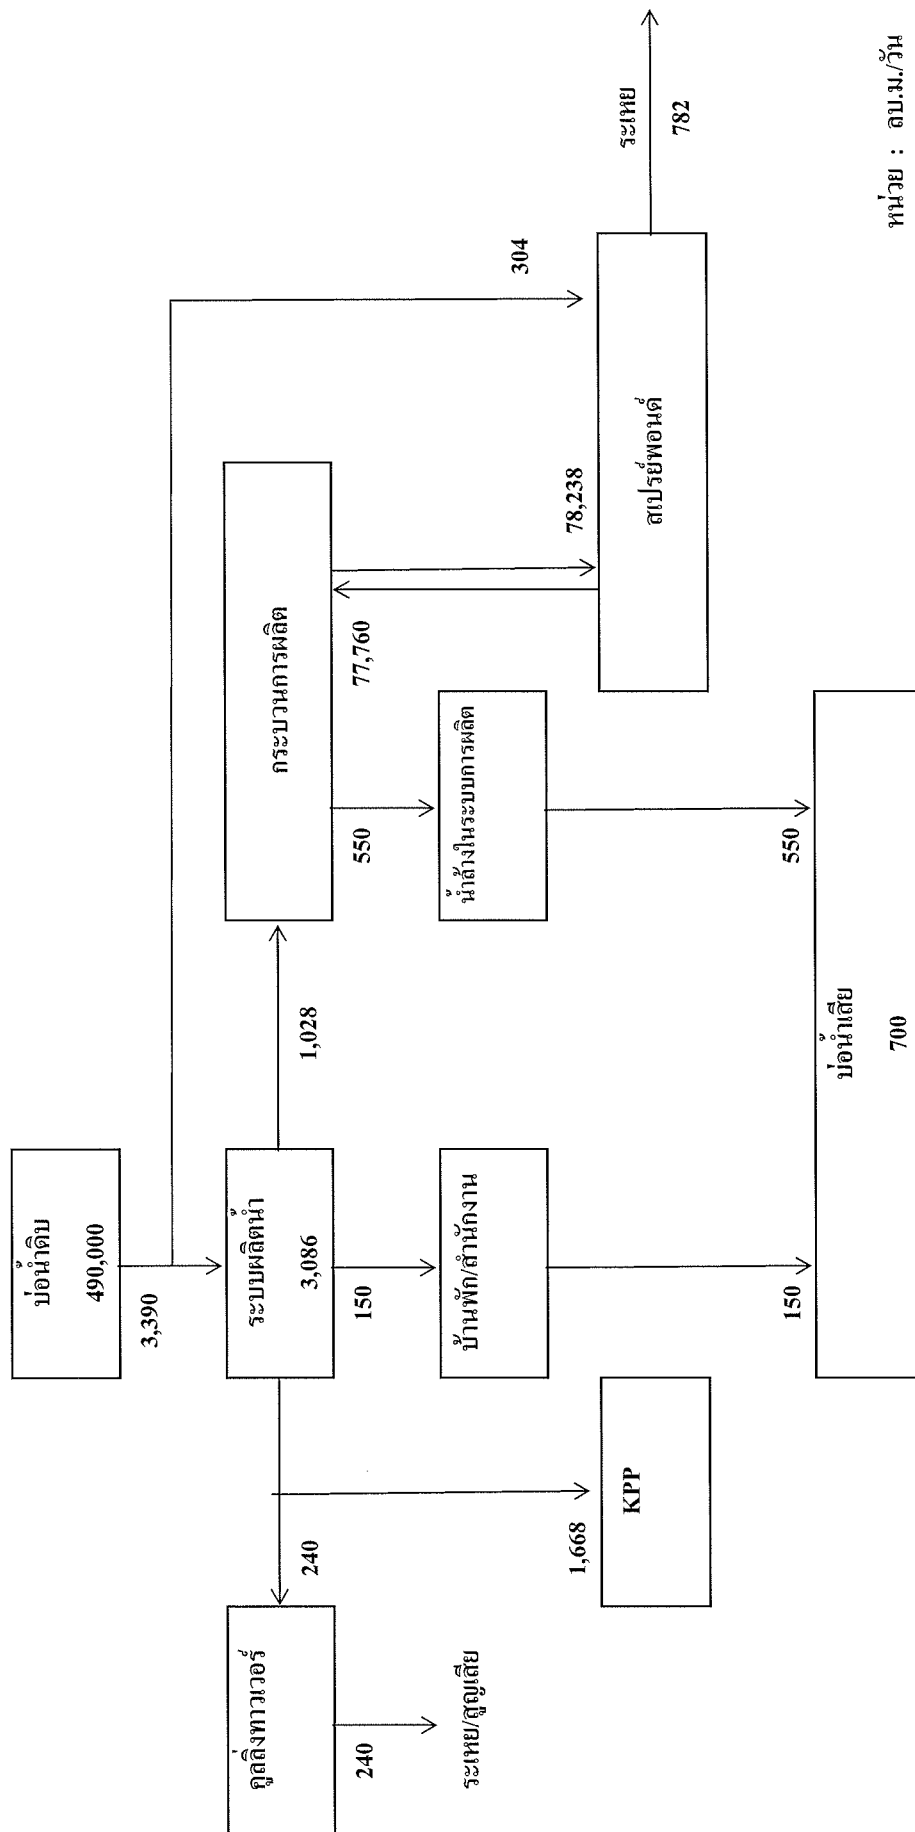 บ่อน้ำดิบ
490,000
3,390
304
ระบบผลิตน้ำ
3,086
1,028
กระบวนการผลิต
คูลลิ่งทาวเวอร์
240
240
ระเหย/สูญเสีย
1,668
KPP
150
บ้านพัก/สำนักงาน
150
550
น้ำล้างในระบบการผลิต
550
77,760
78,238
สเปรย์พอนด์
ระเหย
782
บ่อน้ำเสีย
700
หน่วย : ลบ.ม./วัน